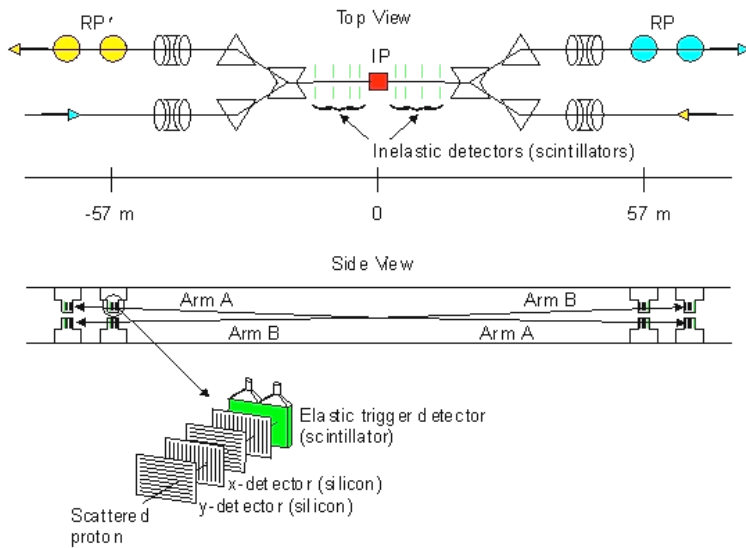 Top View
RP′
IP
RP
Inelastic detectors (scintillators)
-57 m
0
57 m
Side View
Arm A
Arm B
Arm B
Arm A
Elastic trigger detector
(scintillator)
x-detector (silicon)
y-detector (silicon)
Scattered
proton